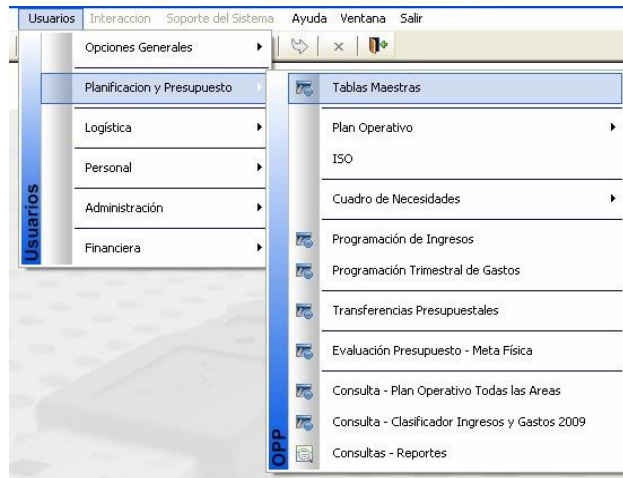 Usuarios Interaccion Soporte del Sistema Ayuda Ventana Salir
Opciones Generales
Planificacion y Presupuesto
Logística
Personal
Administración
Financiera
Usuarios
Tablas Maestras
Plan Operativo
ISO
Cuadro de Necesidades
Programación de Ingresos
Programación Trimestral de Gastos
Transferencias Presupuestales
Evaluación Presupuesto - Meta Física
Consulta - Plan Operativo Todas las Areas
Consulta - Clasificador Ingresos y Gastos 2009
Consultas - Reportes
OPP